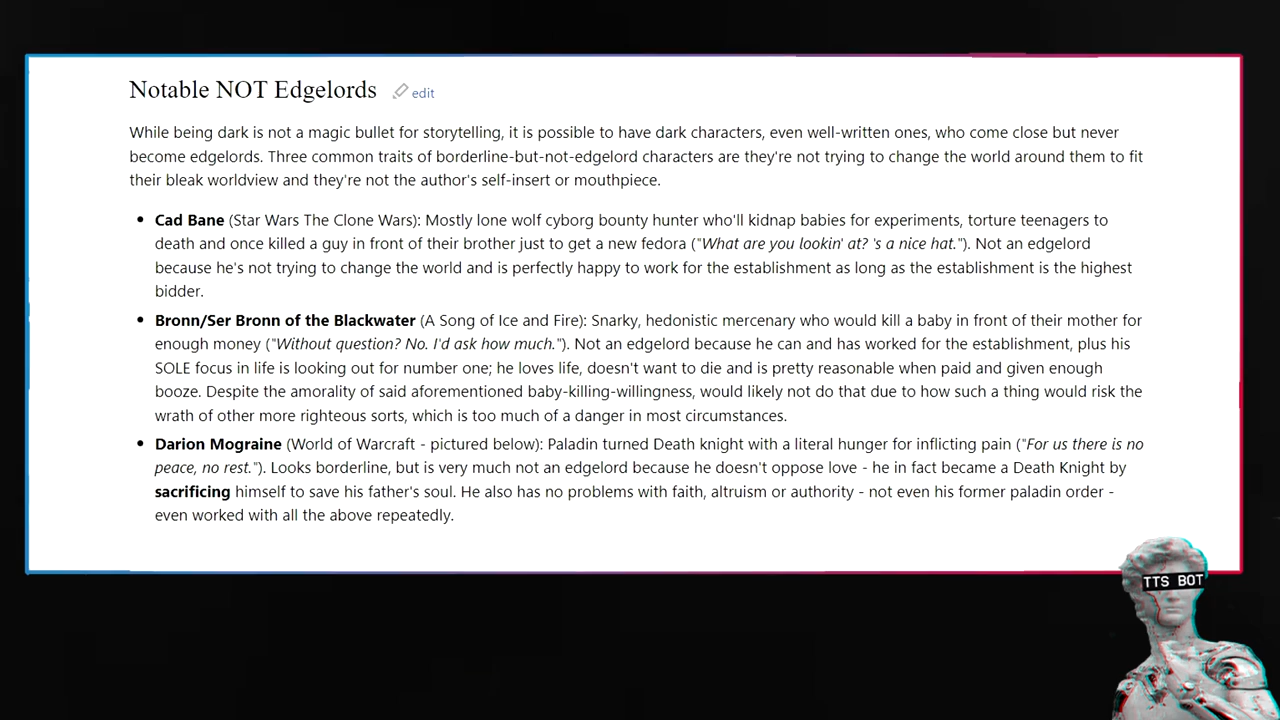 Notable NOT Edgelords edit
While being dark is not a magic bullet for storytelling, it is possible to have dark characters, even well-written ones, who come close but never
become edgelords. Three common traits of borderline-but-not-edgelord characters are they're not trying to change the world around them to fit
their bleak worldview and they're not the author's self-insert or mouthpiece.
• Cad Bane (Star Wars The Clone Wars): Mostly lone wolf cyborg bounty hunter who'll kidnap babies for experiments, torture teenagers to
death and once killed a guy in front of their brother just to get a new fedora ("What are you lookin' at? 's a nice hat."). Not an edgelord
because he's not trying to change the world and is perfectly happy to work for the establishment as long as the establishment is the highest
bidder.
• Bronn/Ser Bronn of the Blackwater (A Song of Ice and Fire): Snarky, hedonistic mercenary who would kill a baby in front of their mother for
enough money ("Without question? No. I'd ask how much."). Not an edgelord because he can and has worked for the establishment, plus his
SOLE focus in life is looking out for number one; he loves life, doesn't want to die and is pretty reasonable when paid and given enough
booze. Despite the amorality of said aforementioned baby-killing-willingness, would likely not do that due to how such a thing would risk the
wrath of other more righteous sorts, which is too much of a danger in most circumstances.
• Darion Mograine (World of Warcraft - pictured below): Paladin turned Death knight with a literal hunger for inflicting pain ("For us there is no
peace, no rest."). Looks borderline, but is very much not an edgelord because he doesn't oppose love - he in fact became a Death Knight by
sacrificing himself to save his father's soul. He also has no problems with faith, altruism or authority - not even his former paladin order -
even worked with all the above repeatedly.
TTS BOT